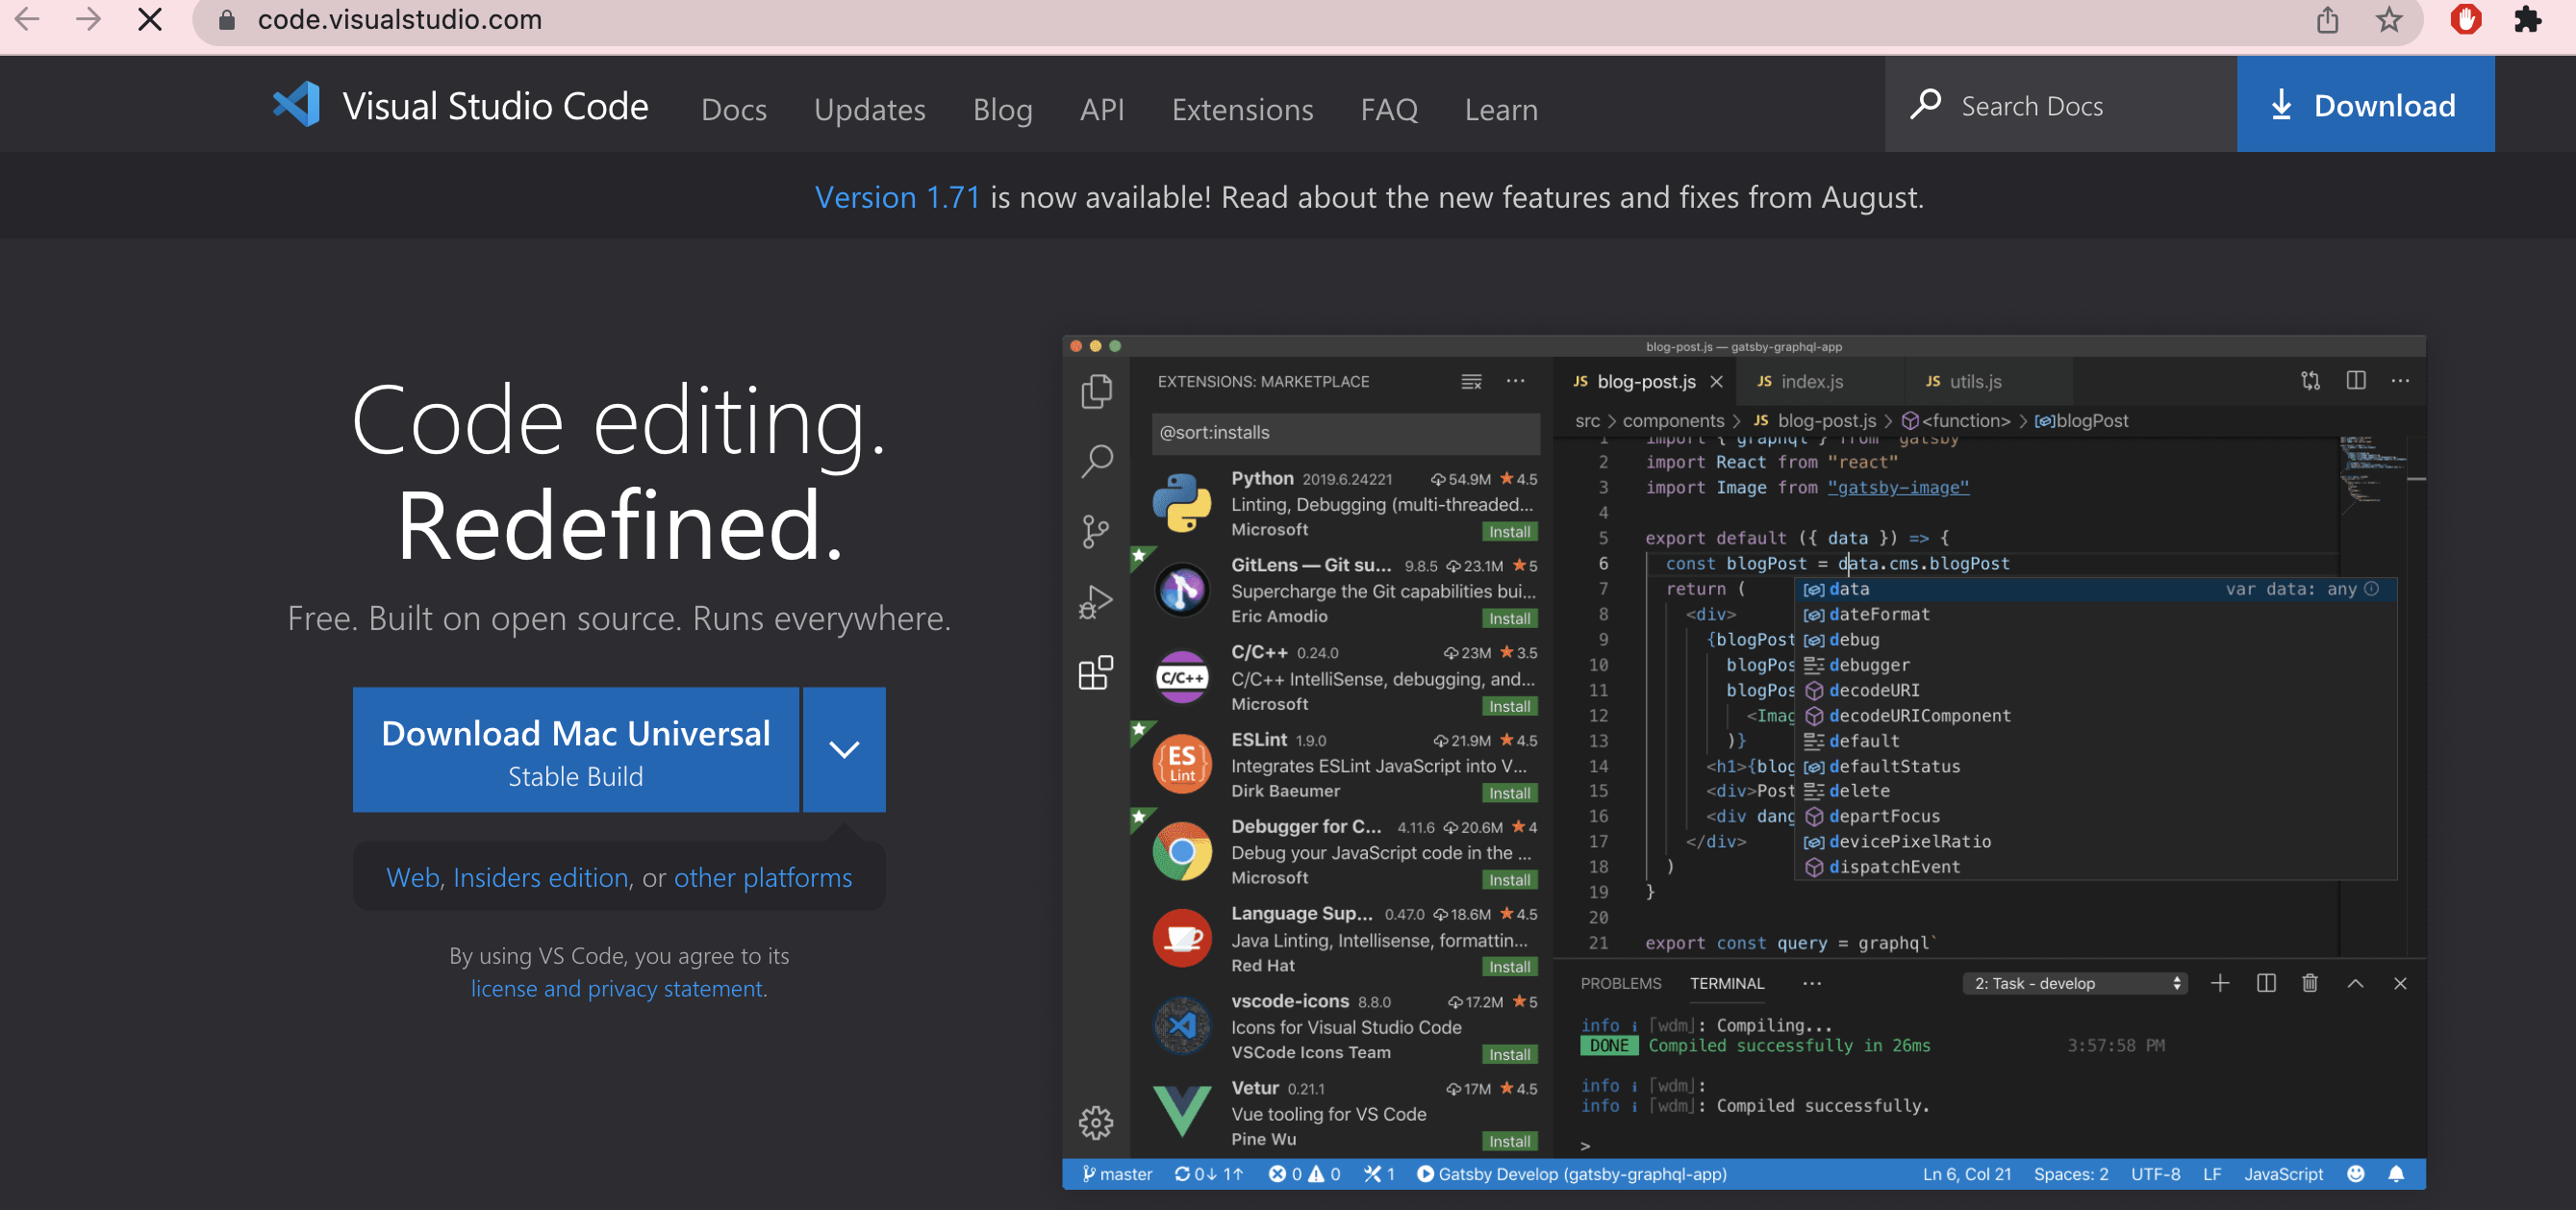 code.visualstudio.com
Visual Studio Code
Docs Updates Blog API Extensions FAQ Learn
Search Docs
Download
Version 1.71 is now available! Read about the new features and fixes from August.
Code editing.
Redefined.
Free. Built on open source. Runs everywhere.
Download Mac Universal
Stable Build
Web, Insiders edition, or other platforms
By using VS Code, you agree to its
license and privacy statement.
blog-post.js — gatsby-graphql-app
EXTENSIONS: MARKETPLACE
@sort:installs
Python 2019.6.24221 54.9M 4.5
Linting, Debugging (multi-threaded...
Microsoft Install
GitLens — Git su... 9.8.5 23.1M 5
Supercharge the Git capabilities bui...
Eric Amodio Install
C/C++
C/C++ 0.24.0 23M 3.5
C/C++ IntelliSense, debugging, and...
Microsoft Install
ES
Lint
ESLint 1.9.0 21.9M 4.5
Integrates ESLint JavaScript into V...
Dirk Baeumer Install
Debugger for C... 4.11.6 20.6M 4
Debug your JavaScript code in the ...
Microsoft Install
Language Sup... 0.47.0 18.6M 4.5
Java Linting, Intellisense, formattin...
Red Hat Install
vscode-icons 8.8.0 17.2M 5
Icons for Visual Studio Code
VSCode Icons Team Install
Vetur 0.21.1 17M 4.5
Vue tooling for VS Code
Pine Wu Install
JS blog-post.js JS index.js JS utils.js
src > components > JS blog-post.js > <function> > blogPost
1 import { graphql } from "gatsby"
2 import React from "react"
3 import Image from "gatsby-image"
4
5 export default ({ data }) => {
6 const blogPost = data.cms.blogPost
7 return (
8 <div>
9 {blogPost
10 blogPos
11 blogPos
12 <Imag
13 )}
14 <h1>{blog
15 <div>Post
16 <div dang
17 </div>
18 )
19 }
20
21 export const query = graphql`
data var data: any
dateFormat
debug
debugger
decodeURI
decodeURIComponent
default
defaultStatus
delete
departFocus
devicePixelRatio
dispatchEvent
PROBLEMS TERMINAL ... 2: Task - develop
info i ｢wdm｣: Compiling...
DONE Compiled successfully in 26ms 3:57:58 PM
info i ｢wdm｣:
info i ｢wdm｣: Compiled successfully.
>
master 0↓ 1↑ 0 0 1 Gatsby Develop (gatsby-graphql-app) Ln 6, Col 21 Spaces: 2 UTF-8 LF JavaScript